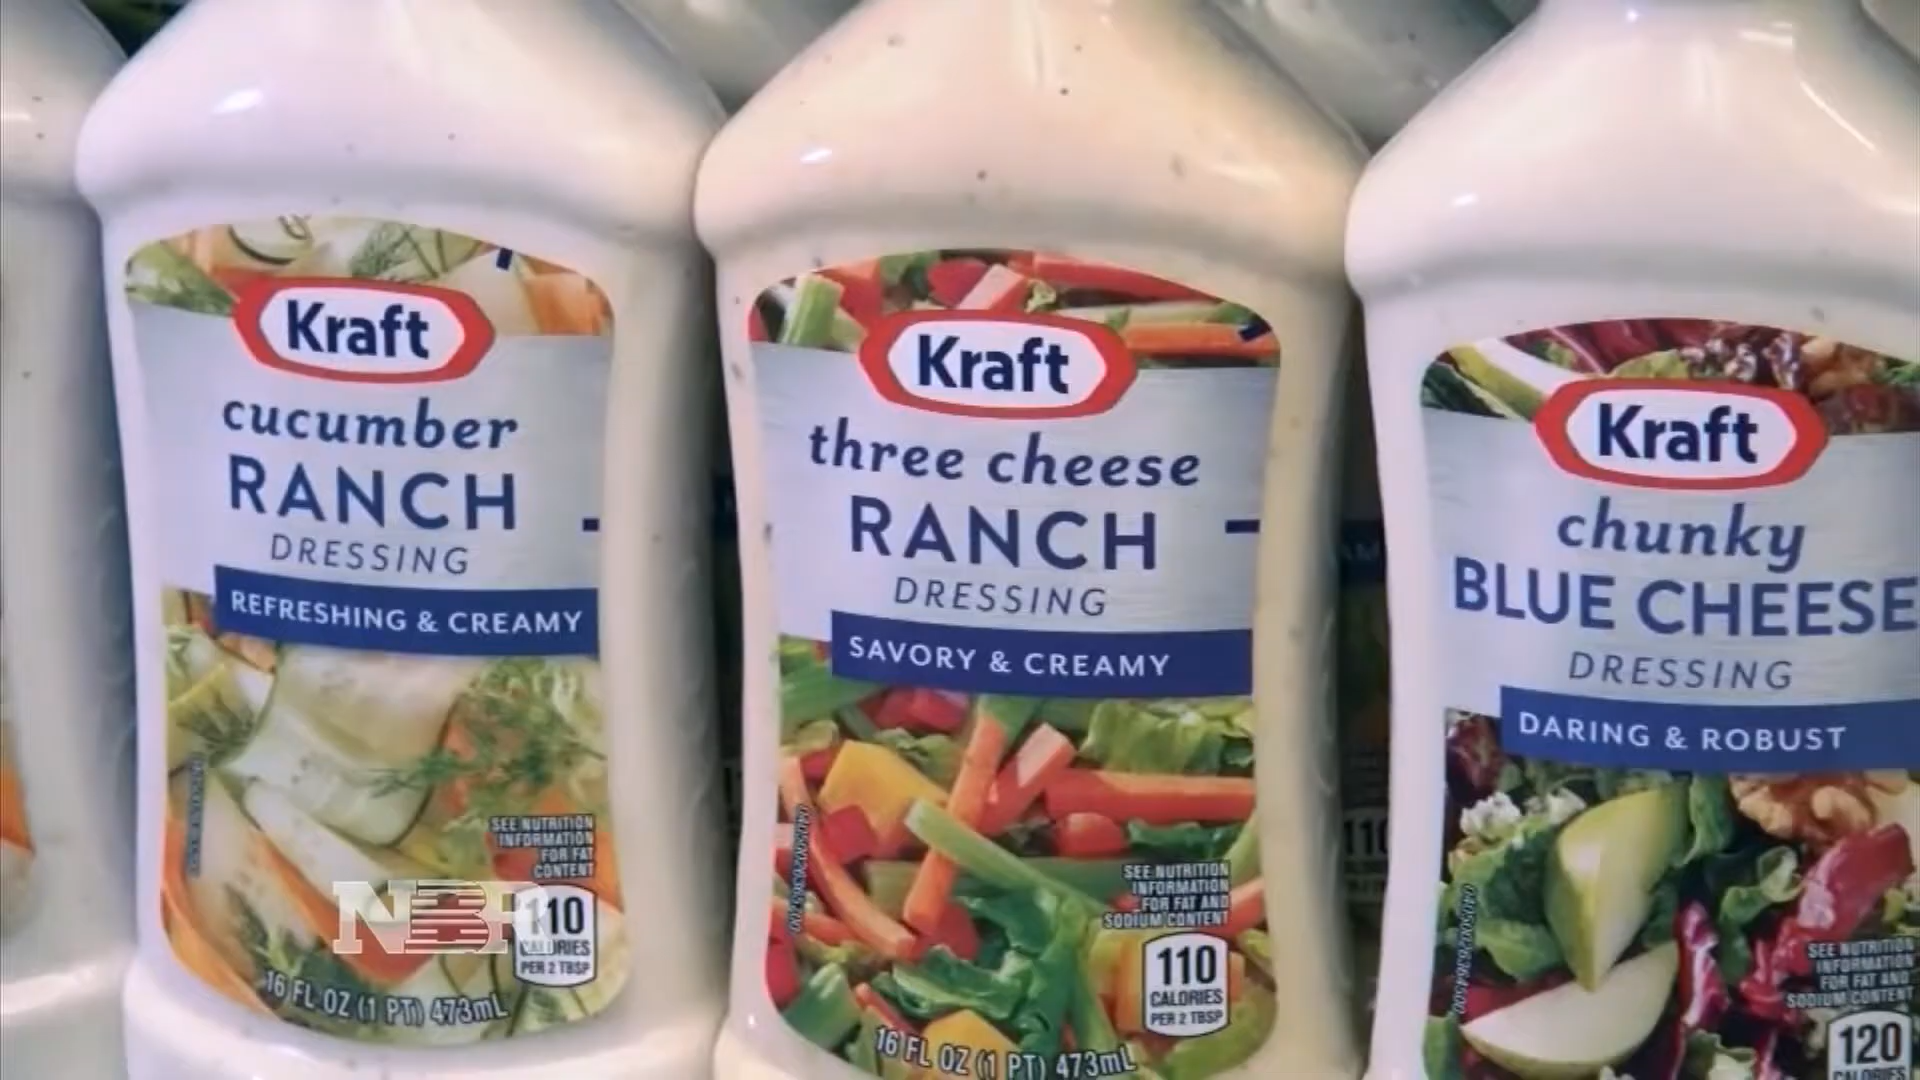 Kraft
cucumber
RANCH
DRESSING
REFRESHING & CREAMY
SEE NUTRITION
INFORMATION
FOR FAT
CONTENT
110
CALORIES
PER 2 TBSP
16 FL OZ (1 PT) 473mL
NBR
Kraft
three cheese
RANCH
DRESSING
SAVORY & CREAMY
SEE NUTRITION
INFORMATION
FOR FAT AND
SODIUM CONTENT
110
CALORIES
PER 2 TBSP
16 FL OZ (1 PT) 473mL
Kraft
chunky
BLUE CHEESE
DRESSING
DARING & ROBUST
SEE NUTRITION
INFORMATION
FOR FAT AND
SODIUM CONTENT
120
CALORIES
110